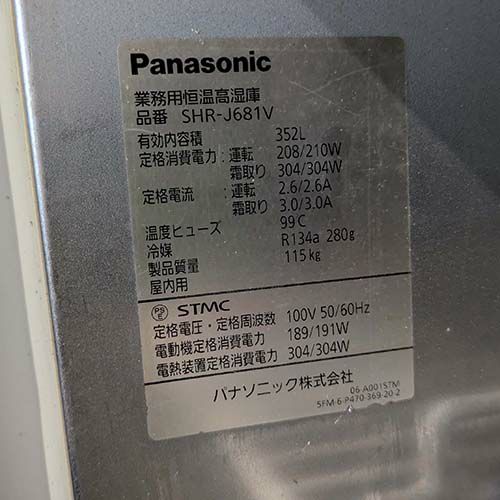 Panasonic
業務用恒温高湿庫
品番 SHR-J681V
有効内容積 352L
定格消費電力：運転 208/210W
霜取り 304/304W
定格電流：運転 2.6/2.6A
霜取り 3.0/3.0A
温度ヒューズ 99℃
冷媒 R134a 280g
製品質量 115kg
屋内用
PSE STMC
定格電圧・定格周波数 100V 50/60Hz
電動機定格消費電力 189/191W
電熱装置定格消費電力 304/304W
パナソニック株式会社
06-A001STM
5FM-6-P470-369-20-2